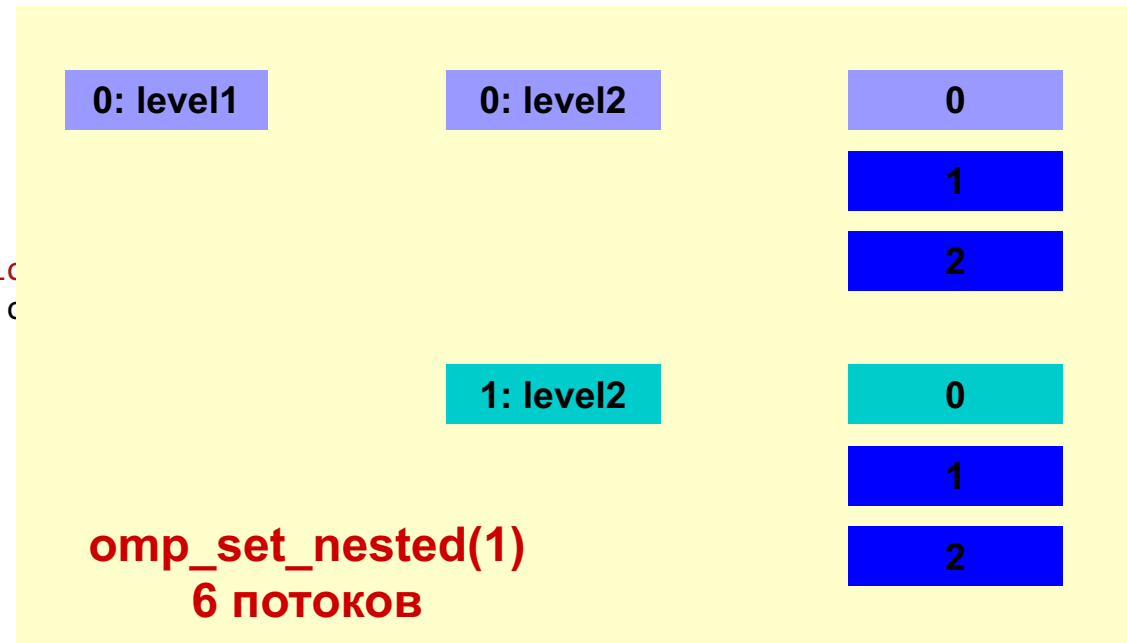 0: level1 0: level2 0
1
2
1: level2 0
1
2
omp_set_nested(1)
6 потоков